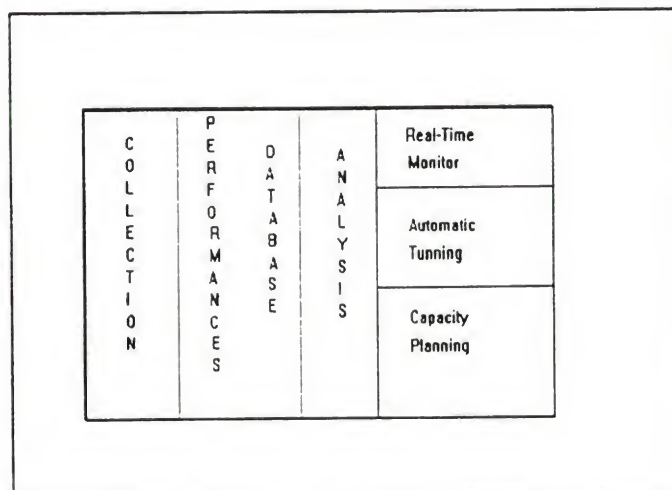 COLLECTION
PERFORMANCES
DATABASE
ANALYSIS
Real-Time
Monitor
Automatic
Tunning
Capacity
Planning